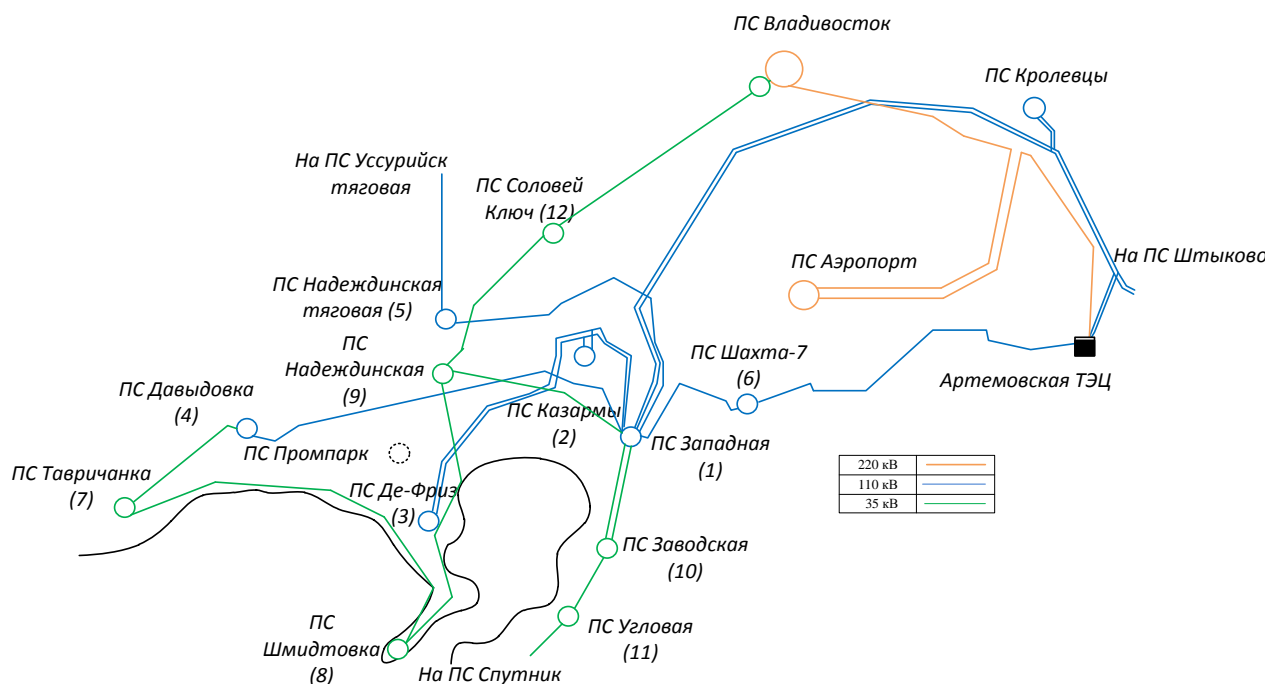 ПС Владивосток
ПС Кролевцы
На ПС Уссурийск
тяговая
ПС Соловей
Ключ (12)
ПС Аэропорт
На ПС Штыково
ПС Надеждинская
тяговая (5)
ПС
Надеждинская
(9)
ПС Шахта-7
(6)
Артемовская ТЭЦ
ПС Давыдовка
(4)
ПС Казармы
(2)
ПС Западная
(1)
ПС Промпарк
ПС Тавричанка
(7)
ПС Де-Фриз
(3)
220 кВ
110 кВ
35 кВ
ПС Заводская
(10)
ПС Угловая
(11)
ПС
Шмидтовка
(8)
На ПС Спутник